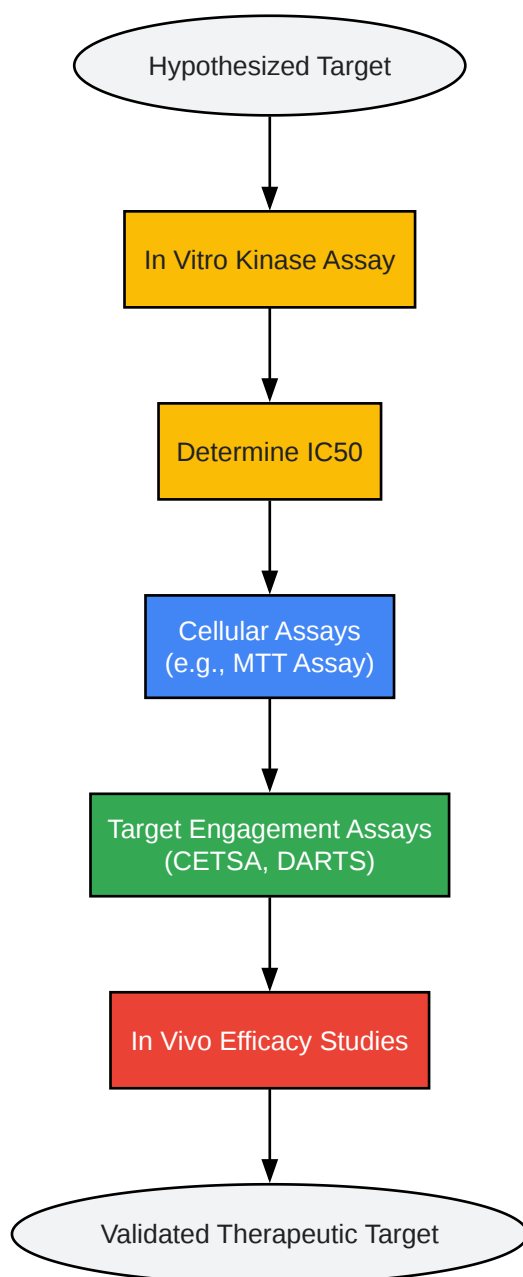 Hypothesized Target
In Vitro Kinase Assay
Determine IC50
Cellular Assays
(e.g., MTT Assay)
Target Engagement Assays
(CETSA, DARTS)
In Vivo Efficacy Studies
Validated Therapeutic Target